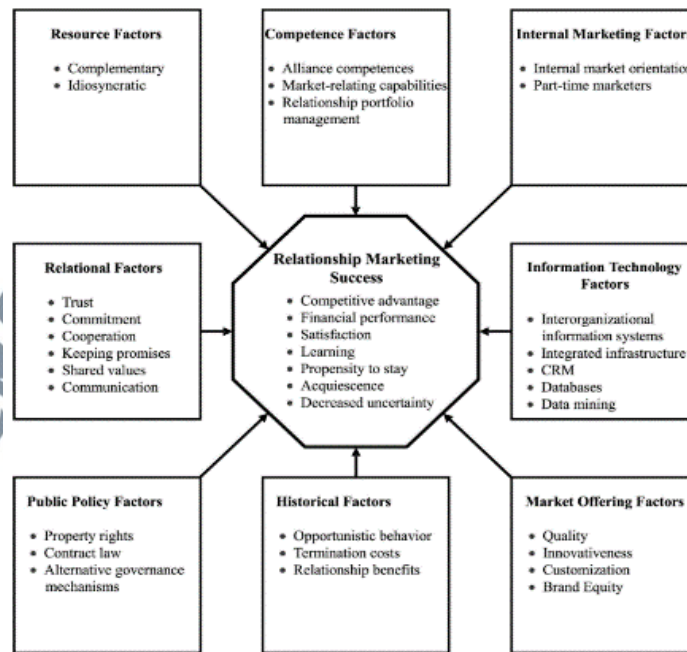 Resource Factors
• Complementary
• Idiosyncratic
Competence Factors
• Alliance competences
• Market-relating capabilities
• Relationship portfolio
management
Internal Marketing Factor
• Internal market orientation
• Part-time marketers
Relational Factors
• Trust
• Commitment
• Cooperation
• Keeping promises
• Shared values
• Communication
Relationship Marketing
Success
• Competitive advantage
• Financial performance
• Satisfaction
• Learning
• Propensity to stay
• Acquiescence
• Decreased uncertainty
Information Technology
Factors
• Interorganizational
information systems
• Integrated infrastructure
• CRM
• Databases
• Data mining
Public Policy Factors
• Property rights
• Contract law
• Alternative governance
mechanisms
Historical Factors
• Opportunistic behavior
• Termination costs
• Relationship benefits
Market Offering Factors
• Quality
• Innovativeness
• Customization
• Brand Equity